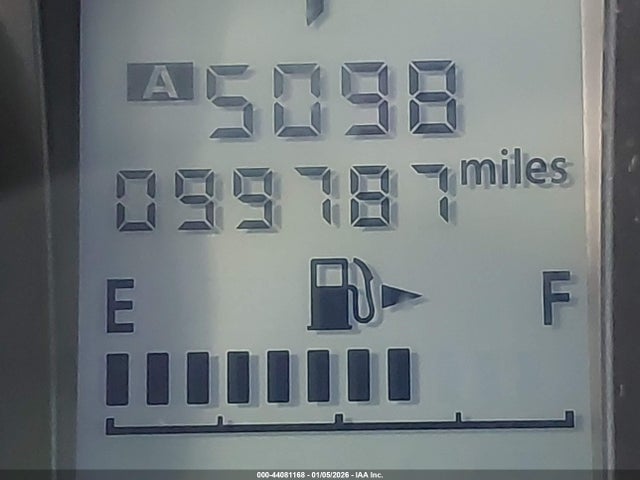 A 5098
099787 miles
E F
000-44081168 - 01/05/2026 - IAA Inc.